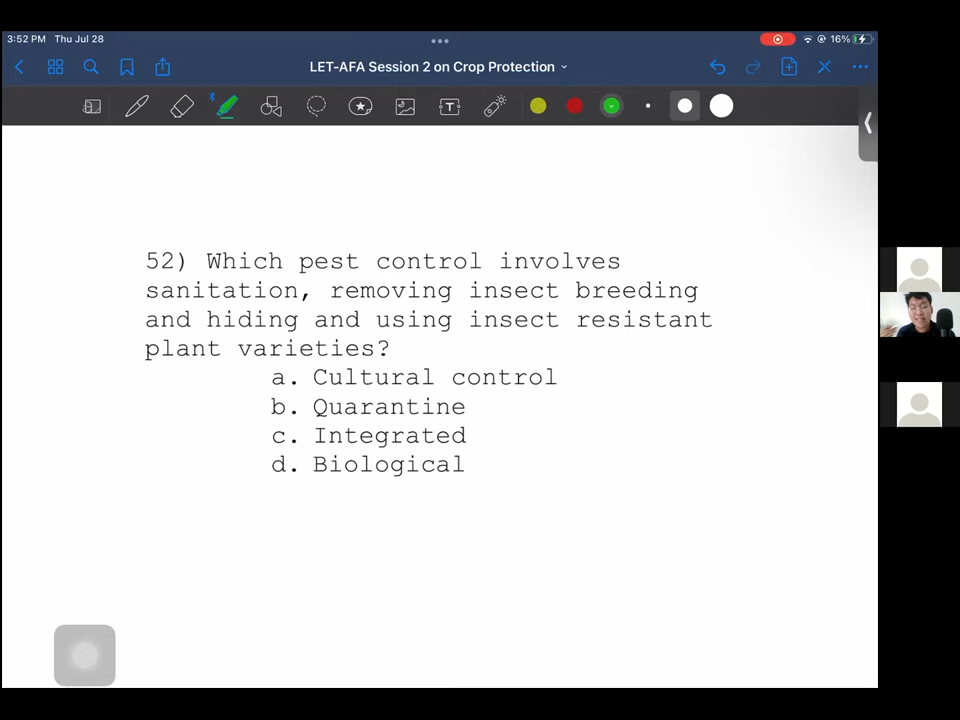 3:52 PM Thu Jul 28
16%
LET-AFA Session 2 on Crop Protection
T
52) Which pest control involves
sanitation, removing insect breeding
and hiding and using insect resistant
plant varieties?
a. Cultural control
b. Quarantine
c. Integrated
d. Biological